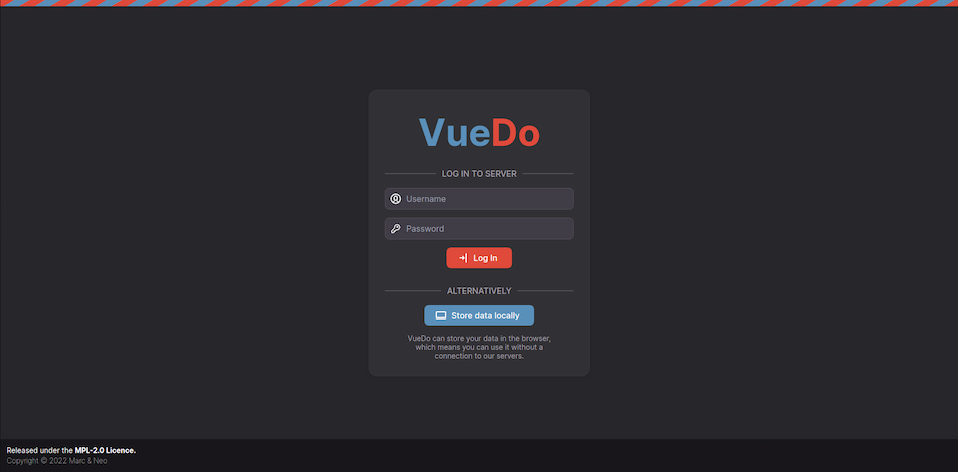 VueDo
LOG IN TO SERVER
Username
Password
Log In
ALTERNATIVELY
Store data locally
VueDo can store your data in the browser,
which means you can use it without a
connection to our servers.
Released under the MPL-2.0 Licence.
Copyright © 2022 Marc & Neo